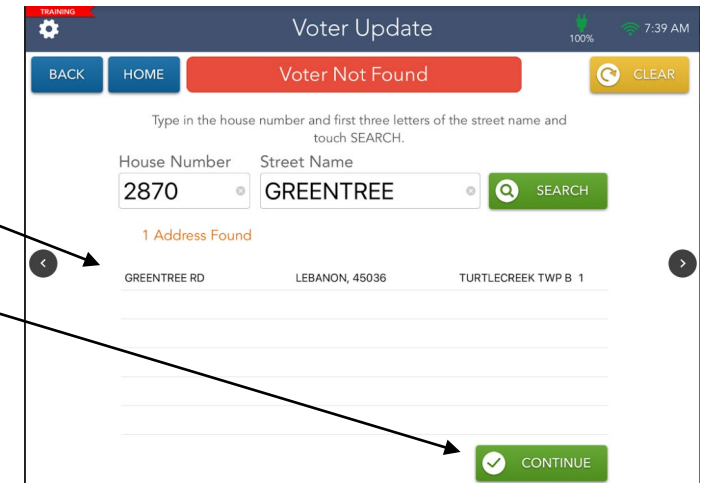 TRAINING
Voter Update
100%
7:39 AM
BACK
HOME
Voter Not Found
CLEAR
Type in the house number and first three letters of the street name and
touch SEARCH.
House Number
Street Name
2870
GREENTREE
SEARCH
1 Address Found
GREENTREE RD LEBANON, 45036 TURTLECREEK TWP B 1
CONTINUE